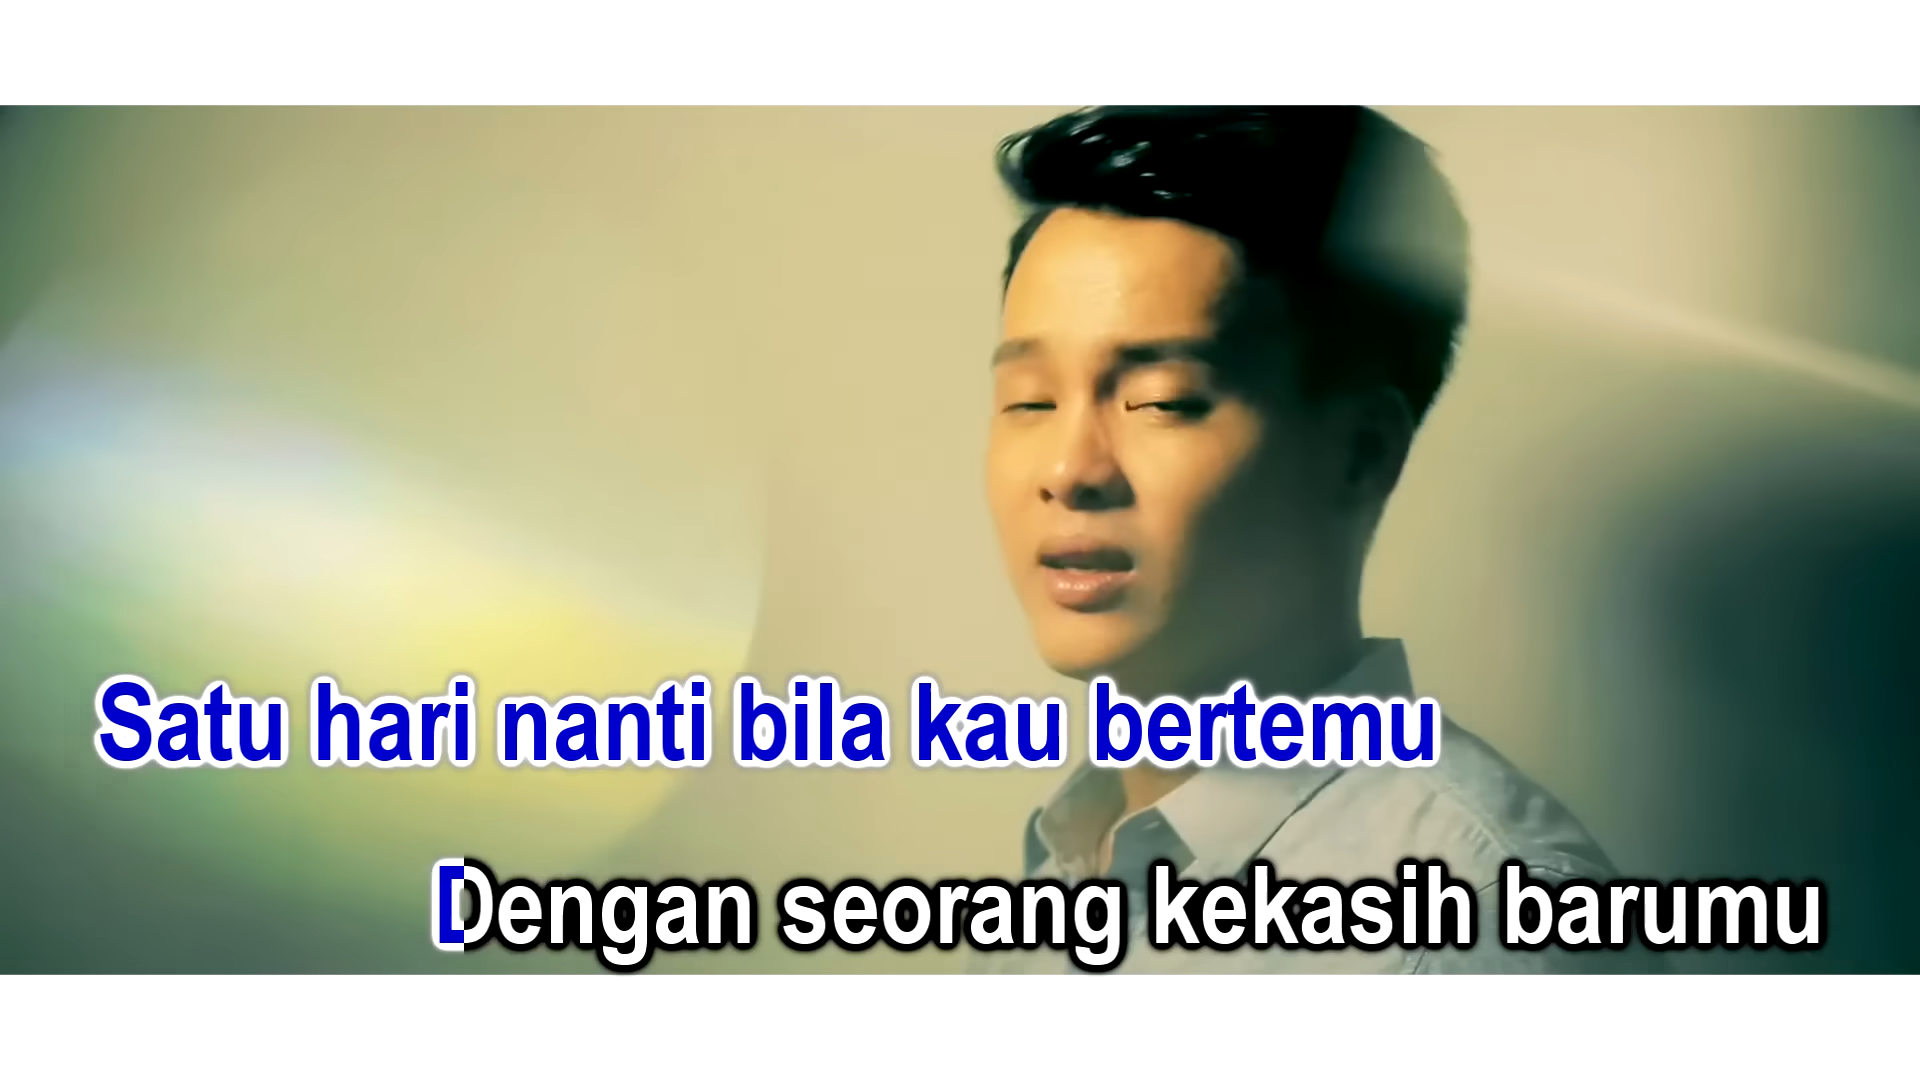 Satu hari nanti bila kau bertemu
Dengan seorang kekasih barumu